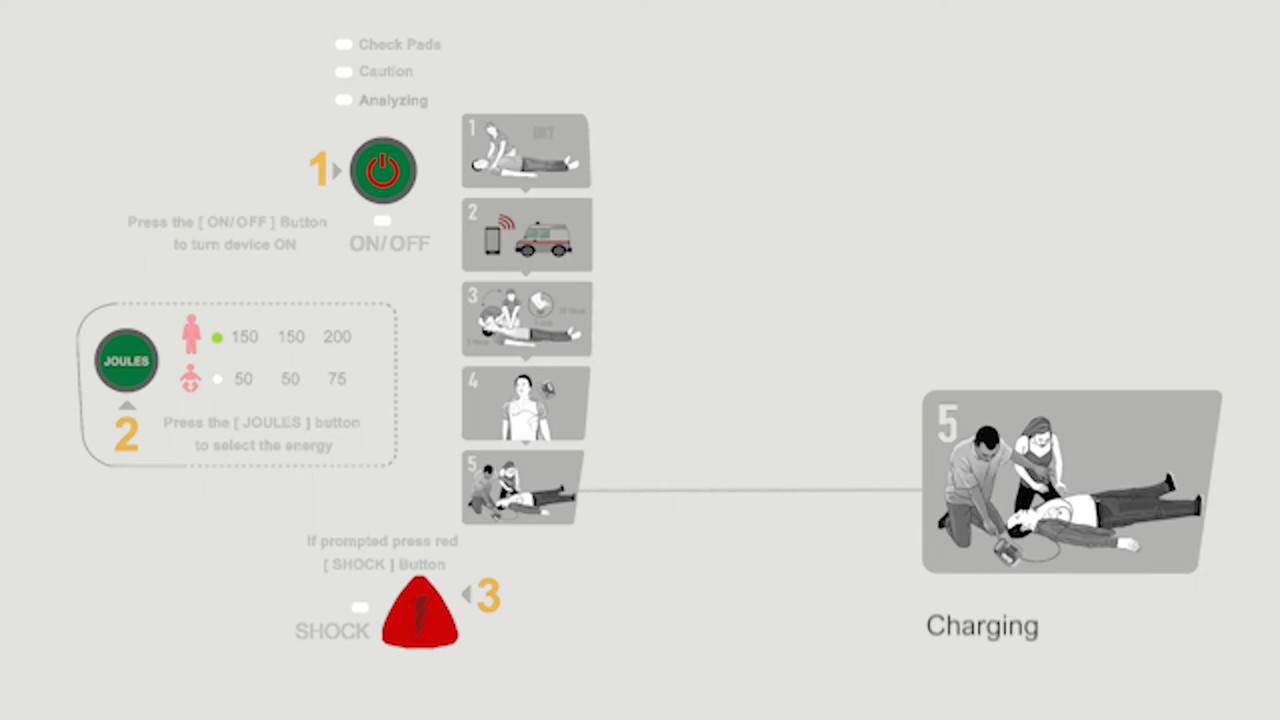 Check Pads
Caution
Analyzing
1
Press the [ ON/OFF ] Button
to turn device ON
ON/OFF
1
2
3
4
5
JOULES
150 150 200
50 50 75
2
Press the [ JOULES ] button
to select the energy
If prompted press red
[ SHOCK ] Button
3
SHOCK
5
Charging